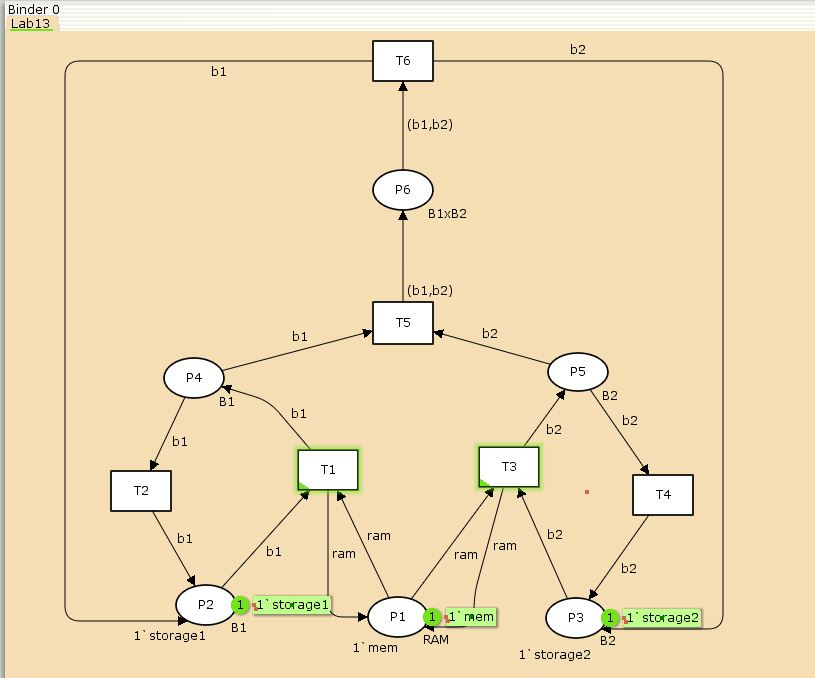 Binder 0
Lab13
T6
b1
b2
(b1,b2)
P6
B1xB2
(b1,b2)
T5
b1
b2
P4
B1
P5
B2
b1
b1
b2
b2
T2
T1
T3
T4
b1
b1
ram
ram
ram
ram
b2
b2
P2
1
1`storage1
B1
1`storage1
P1
1
1`mem
RAM
1`mem
P3
1
1`storage2
B2
1`storage2